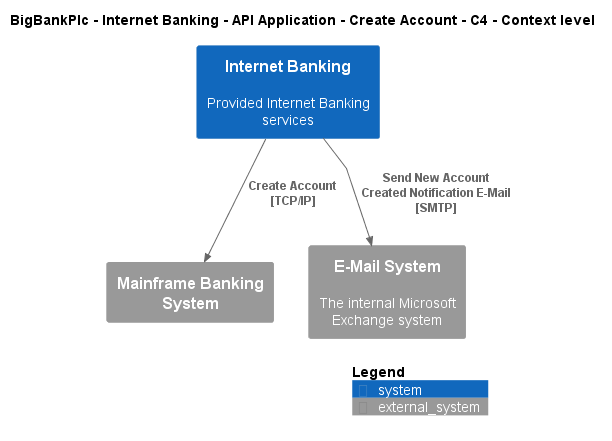 BigBankPlc - Internet Banking - API Application - Create Account - C4 - Context level
Internet Banking
Provided Internet Banking
services
Create Account
[TCP/IP]
Send New Account
Created Notification E-Mail
[SMTP]
Mainframe Banking
System
E-Mail System
The internal Microsoft
Exchange system
Legend
system
external_system